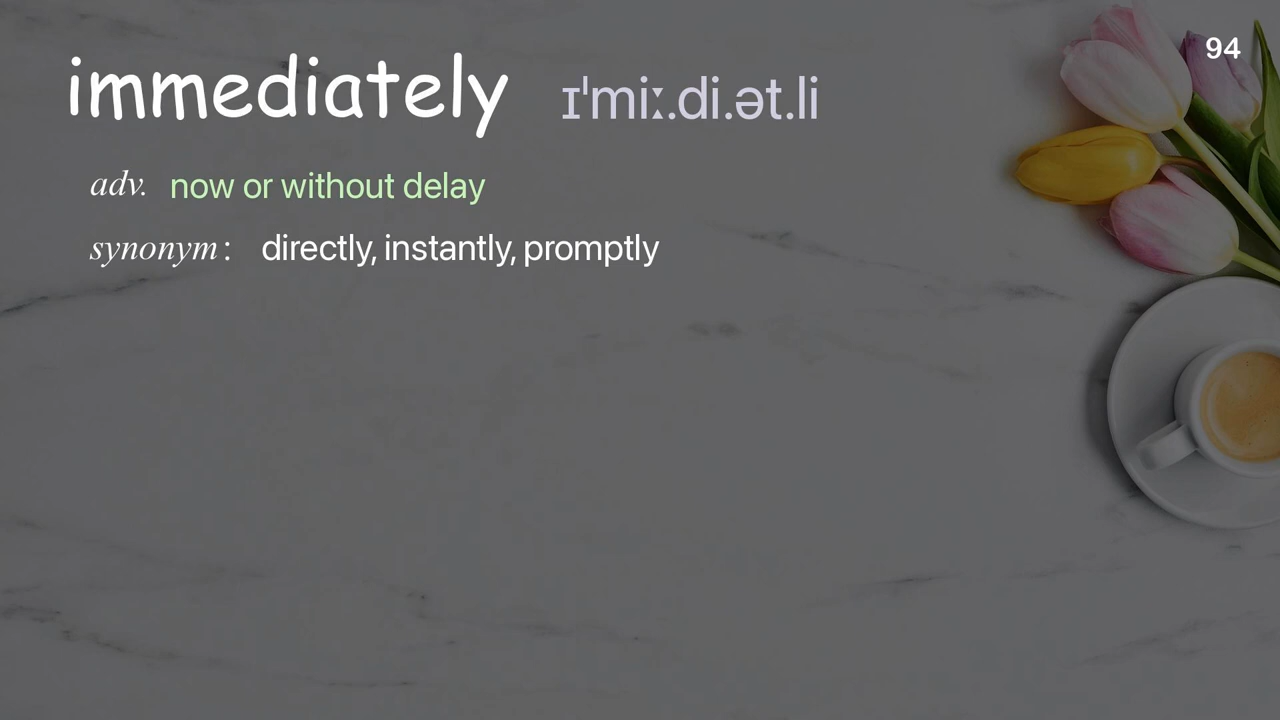 94
immediately ɪˈmiː.di.ət.li
adv. now or without delay
synonym: directly, instantly, promptly